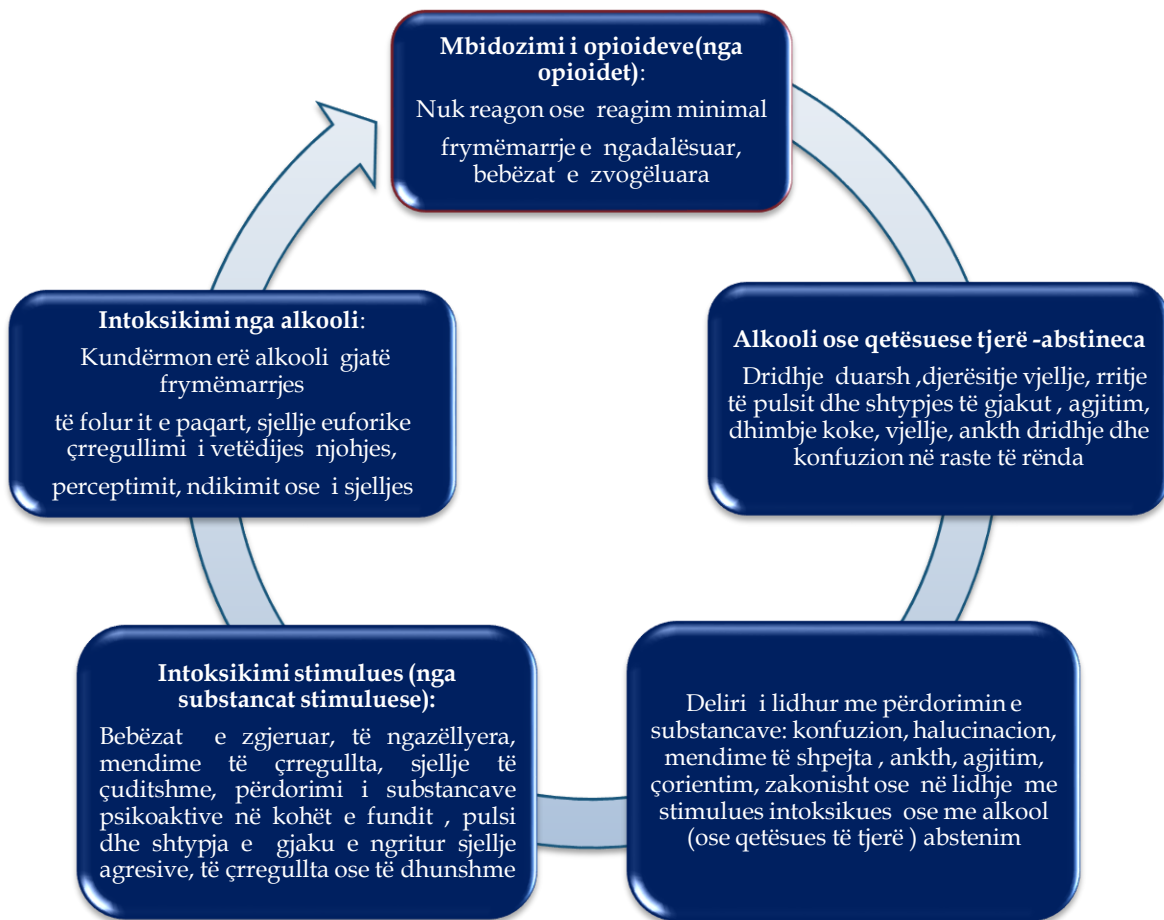 Mbidozimi i opioideve(nga
opioidet):
Nuk reagon ose reagim minimal
frymëmarrje e ngadalësuar,
bebëzat e zvogëluara
Alkooli ose qetësuese tjerë -abstineca
Dridhje duarsh ,djerësitje vjellje, rritje
të pulsit dhe shtypjes të gjakut , agjitim,
dhimbje koke, vjellje, ankth dridhje dhe
konfuzion në raste të rënda
Deliri i lidhur me përdorimin e
substancave: konfuzion, halucinacion,
mendime të shpejta , ankth, agjitim,
çorientim, zakonisht ose në lidhje me
stimulues intoksikues ose me alkool
(ose qetësues të tjerë ) abstenim
Intoksikimi stimulues (nga
substancat stimuluese):
Bebëzat e zgjeruar, të ngazëllyera,
mendime të çrregullta, sjellje të
çuditshme, përdorimi i substancave
psikoaktive në kohët e fundit , pulsi
dhe shtypja e gjaku e ngritur sjellje
agresive, të çrregullta ose të dhunshme
Intoksikimi nga alkooli:
Kundërmon erë alkooli gjatë
frymëmarrjes
të folur it e paqart, sjellje euforike
çrregullimi i vetëdijes njohjes,
perceptimit, ndikimit ose i sjelljes